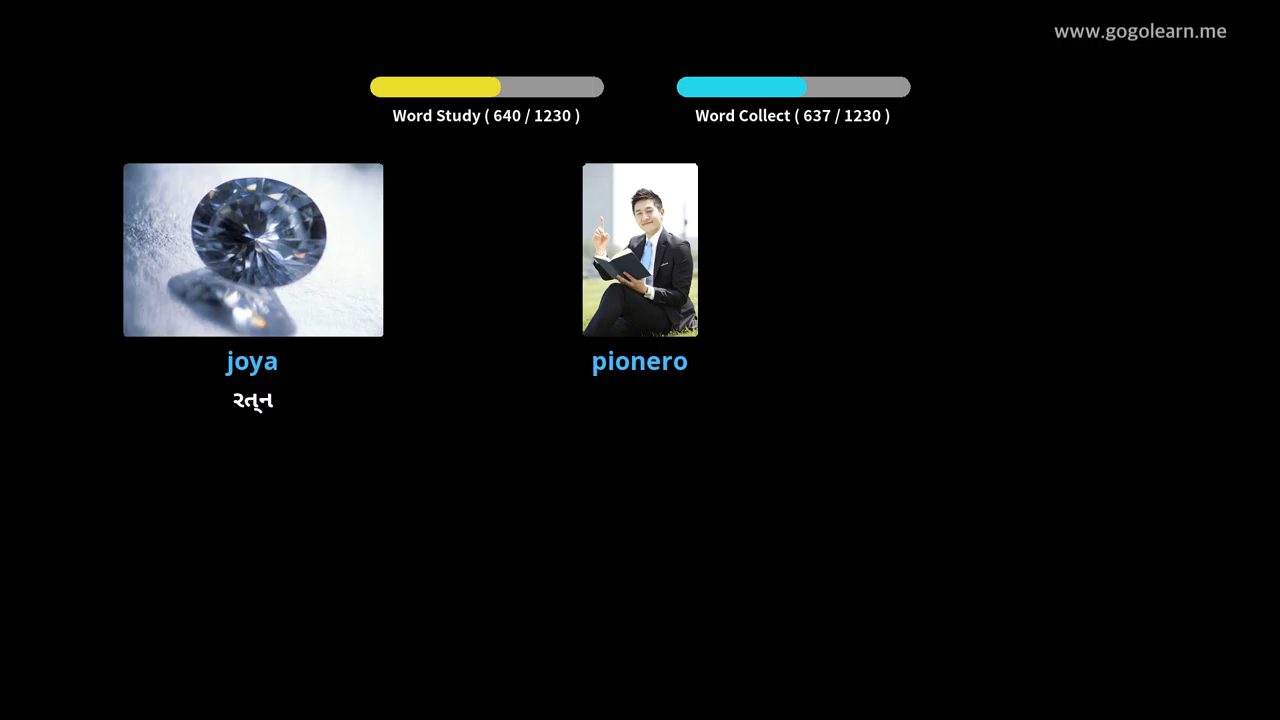 www.gogolearn.me
Word Study ( 640 / 1230 )
Word Collect ( 637 / 1230 )
joya
pionero
રત્ન